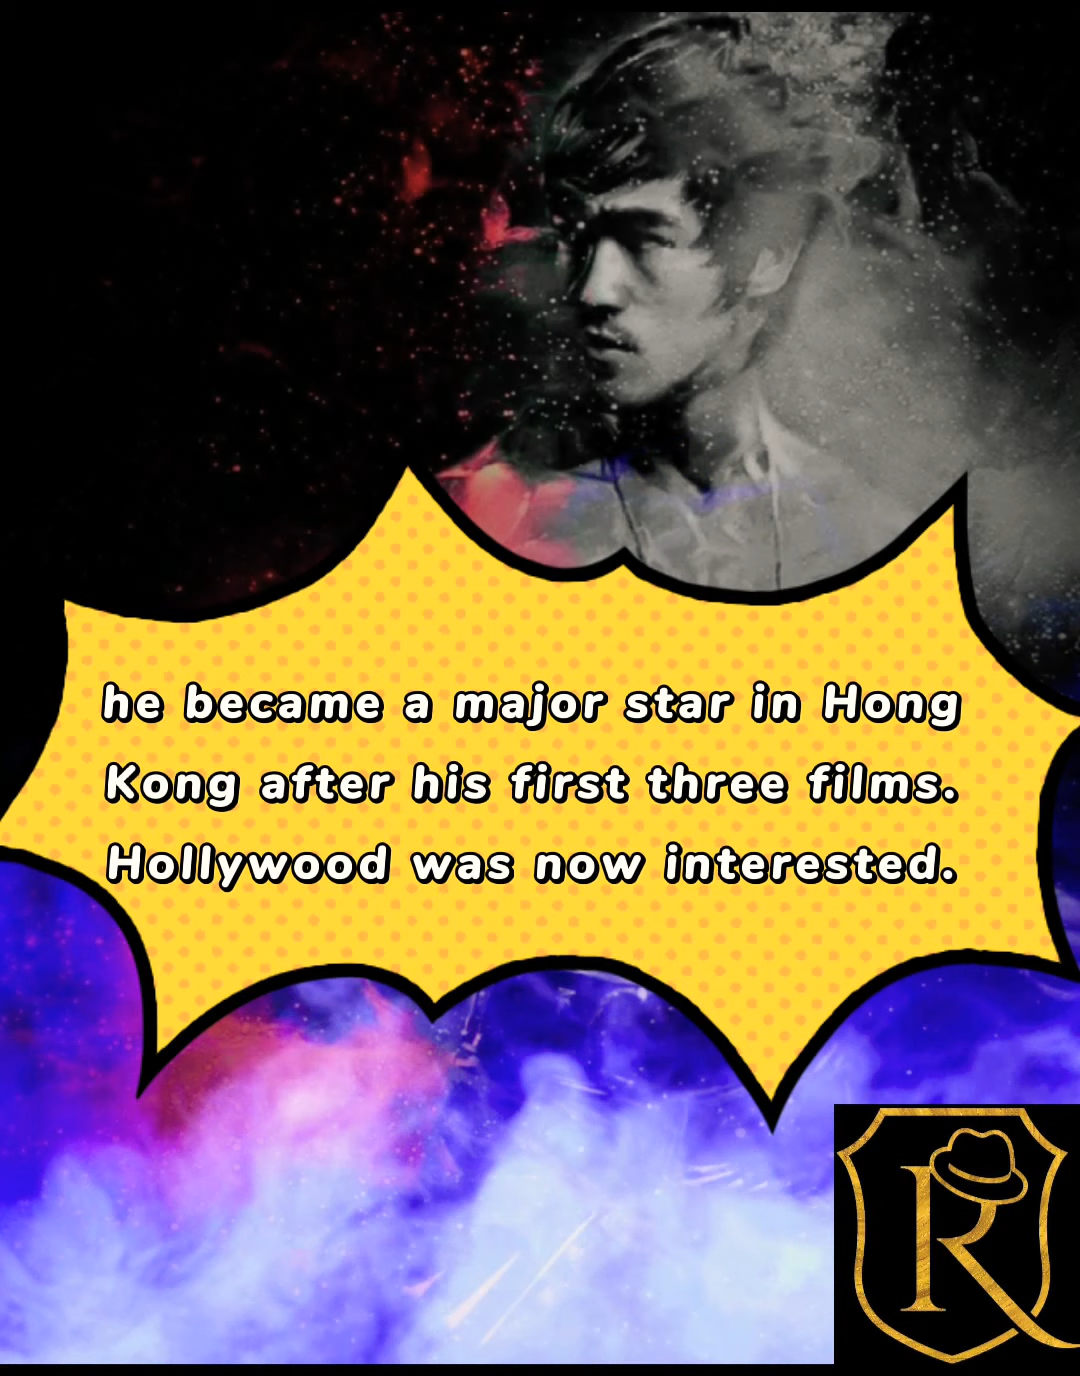 he became a major star in Hong
Kong after his first three films.
Hollywood was now interested.
R